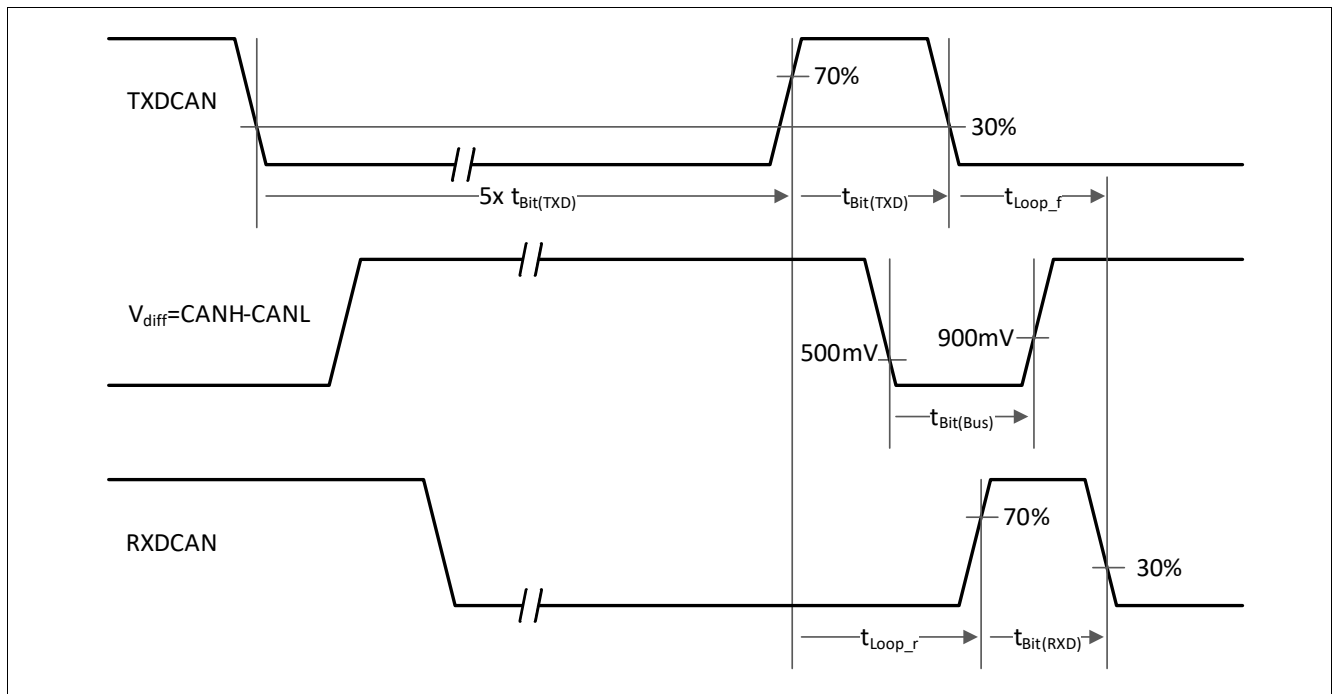 70%
TXDCAN
30%
5x tBit(TXD)
tBit(TXD)
tLoop_f
Vdiff=CANH-CANL
500mV
900mV
tBit(Bus)
70%
RXDCAN
30%
tLoop_r
tBit(RXD)